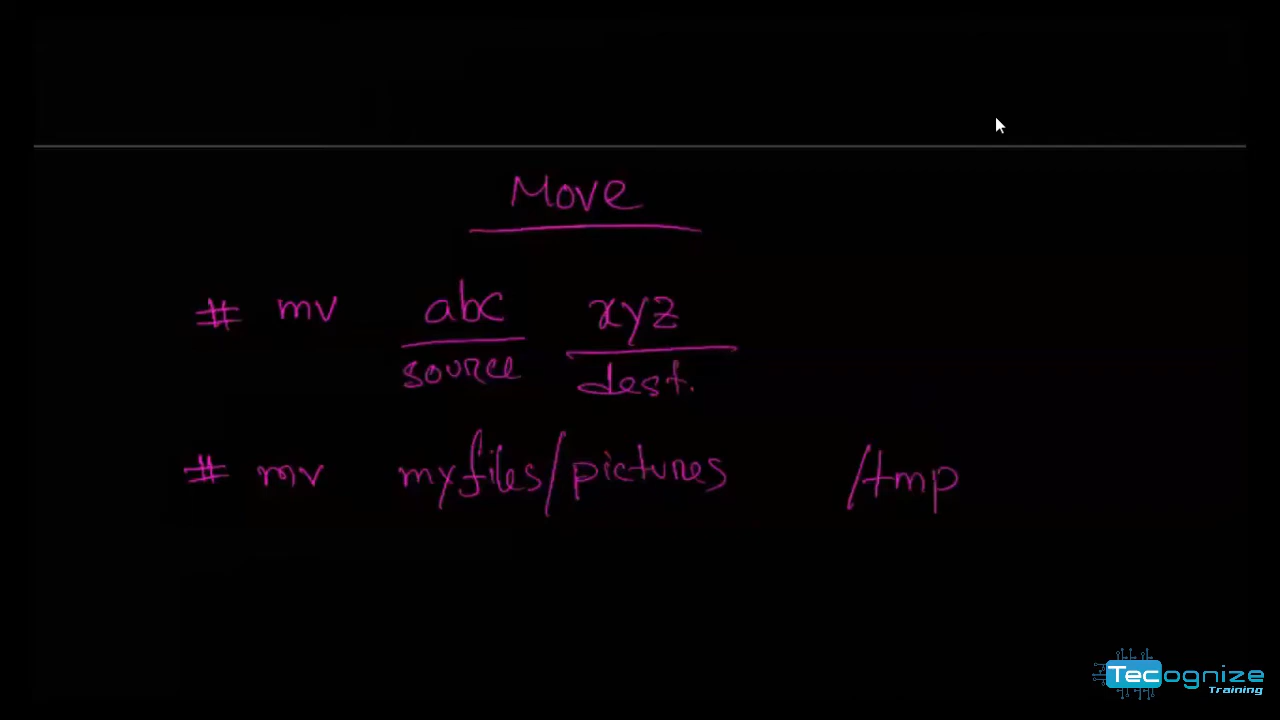 Move
# mv abc xyz
source dest.
# mv myfiles/pictures /tmp
Tecognize
Training